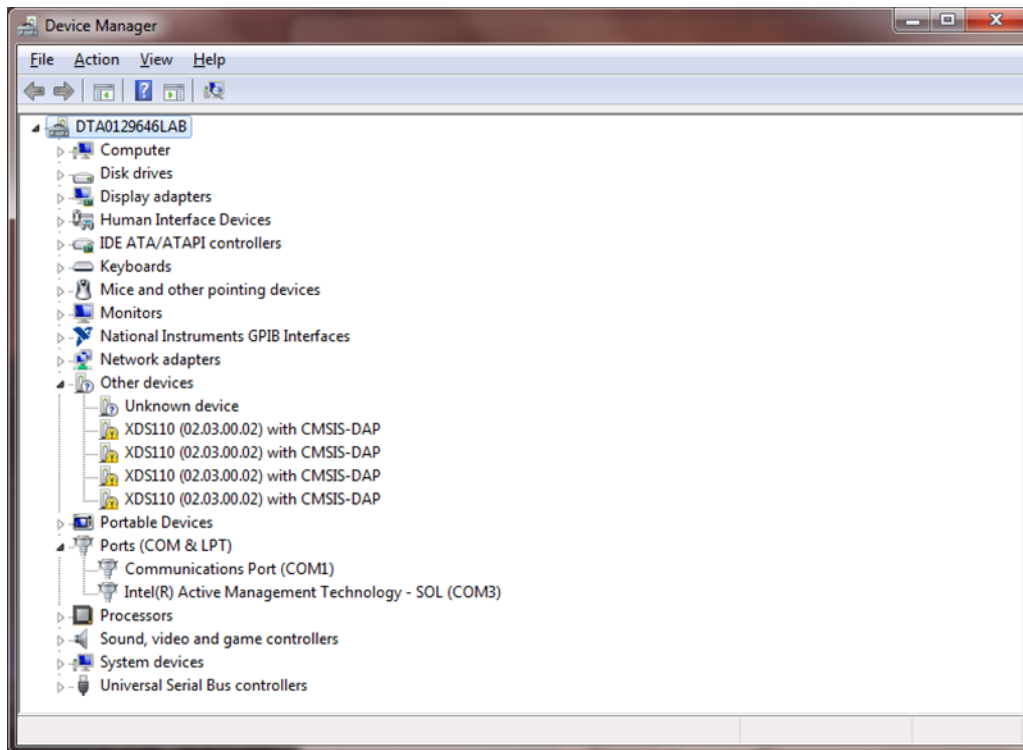 Device Manager
File Action View Help
DTA0129646LAB
Computer
Disk drives
Display adapters
Human Interface Devices
IDE ATA/ATAPI controllers
Keyboards
Mice and other pointing devices
Monitors
National Instruments GPIB Interfaces
Network adapters
Other devices
Unknown device
XDS110 (02.03.00.02) with CMSIS-DAP
XDS110 (02.03.00.02) with CMSIS-DAP
XDS110 (02.03.00.02) with CMSIS-DAP
XDS110 (02.03.00.02) with CMSIS-DAP
Portable Devices
Ports (COM & LPT)
Communications Port (COM1)
Intel(R) Active Management Technology - SOL (COM3)
Processors
Sound, video and game controllers
System devices
Universal Serial Bus controllers